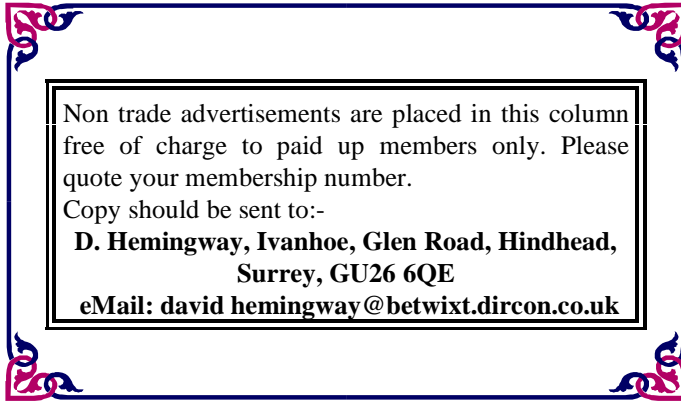 Non trade advertisements are placed in this column
free of charge to paid up members only. Please
quote your membership number.
Copy should be sent to:-
D. Hemingway, Ivanhoe, Glen Road, Hindhead,
Surrey, GU26 6QE
eMail: david hemingway@betwixt.dircon.co.uk